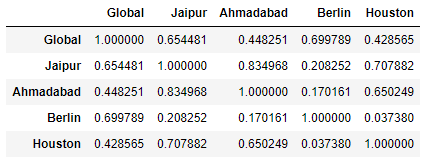 Global Jaipur Ahmadabad Berlin Houston
Global 1.000000 0.654481 0.448251 0.699789 0.428565
Jaipur 0.654481 1.000000 0.834968 0.208252 0.707882
Ahmadabad 0.448251 0.834968 1.000000 0.170161 0.650249
Berlin 0.699789 0.208252 0.170161 1.000000 0.037380
Houston 0.428565 0.707882 0.650249 0.037380 1.000000